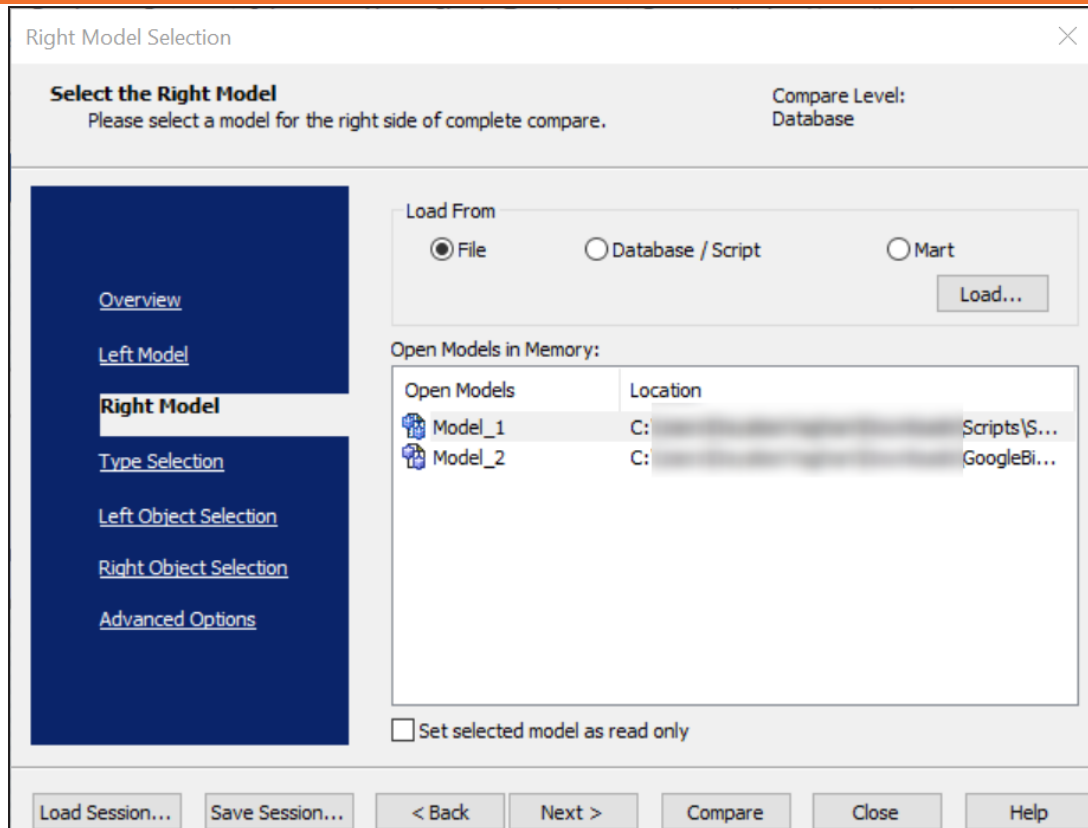 Right Model Selection
Select the Right Model
Please select a model for the right side of complete compare.
Compare Level:
Database
Overview
Left Model
Right Model
Type Selection
Left Object Selection
Right Object Selection
Advanced Options
Load From
File Database / Script Mart
Load...
Open Models in Memory:
Open Models Location
Model_1 C:\ Scripts\S...
Model_2 C:\ GoogleBi...
Set selected model as read only
Load Session... Save Session... < Back Next > Compare Close Help